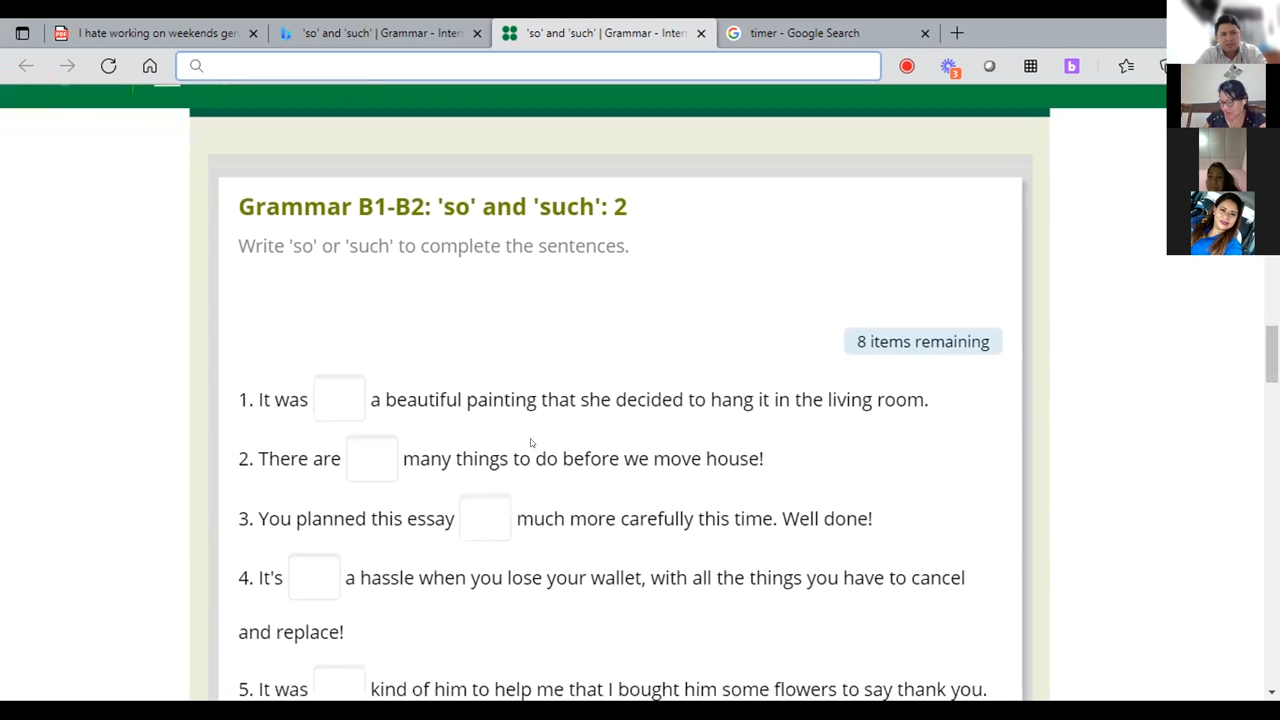 I hate working on weekends ger
'so' and 'such' | Grammar - Inter
'so' and 'such' | Grammar - Inter
timer - Google Search
3
b
Grammar B1-B2: 'so' and 'such': 2
Write 'so' or 'such' to complete the sentences.
8 items remaining
1. It was a beautiful painting that she decided to hang it in the living room.
2. There are many things to do before we move house!
3. You planned this essay much more carefully this time. Well done!
4. It's a hassle when you lose your wallet, with all the things you have to cancel
and replace!
5. It was kind of him to help me that I bought him some flowers to say thank you.